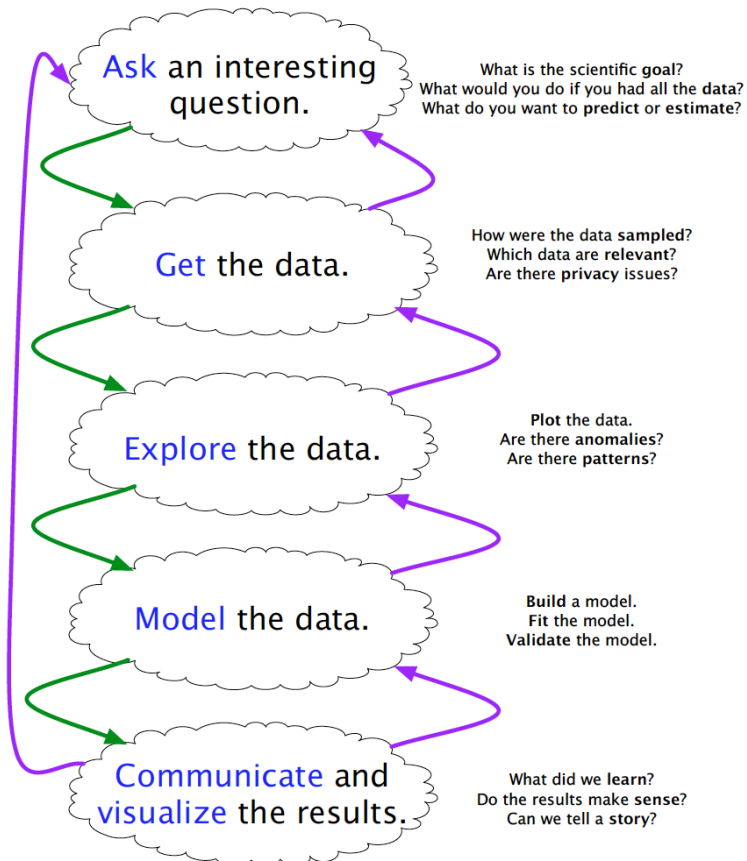 Ask an interesting
question.
What is the scientific goal?
What would you do if you had all the data?
What do you want to predict or estimate?
Get the data.
How were the data sampled?
Which data are relevant?
Are there privacy issues?
Explore the data.
Plot the data.
Are there anomalies?
Are there patterns?
Model the data.
Build a model.
Fit the model.
Validate the model.
Communicate and
visualize the results.
What did we learn?
Do the results make sense?
Can we tell a story?